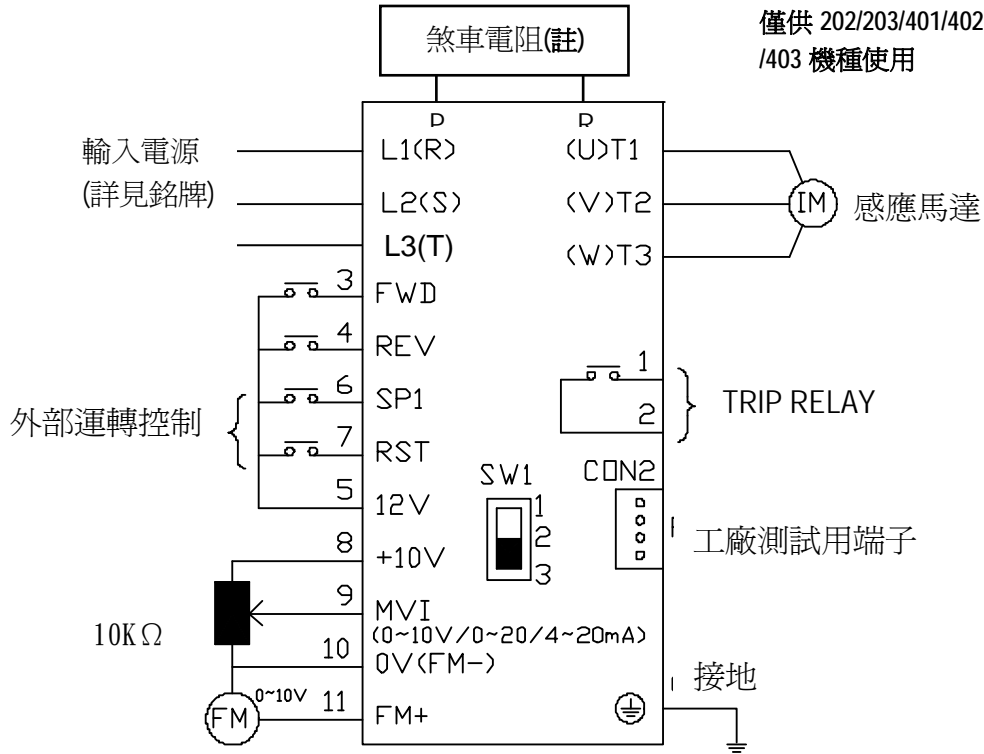 煞車電阻(註)
僅供 202/203/401/402
/403 機種使用
P R
輸入電源
(詳見銘牌)
L1(R)
L2(S)
L3(T)
(U)T1
(V)T2
(W)T3
IM
感應馬達
外部運轉控制
3 FWD
4 REV
6 SP1
7 RST
5 12V
8 +10V
9 MVI
(0~10V/0~20/4~20mA)
10 0V(FM-)
11 FM+
10KΩ
FM
0~10V
1
2
TRIP RELAY
SW1
1
2
3
CON2
工廠測試用端子
接地